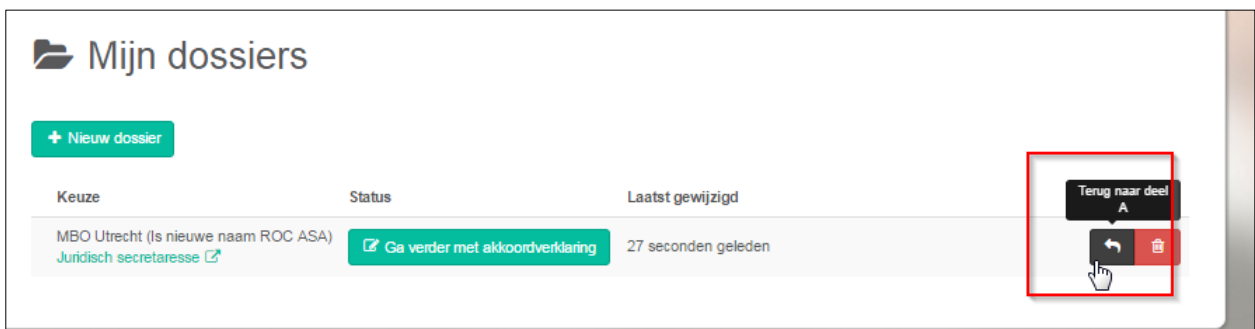 Mijn dossiers
+ Nieuw dossier
Keuze Status Laatst gewijzigd
Terug naar deel
A
MBO Utrecht (Is nieuwe naam ROC ASA)
Juridisch secretaresse
Ga verder met akkoordverklaring
27 seconden geleden